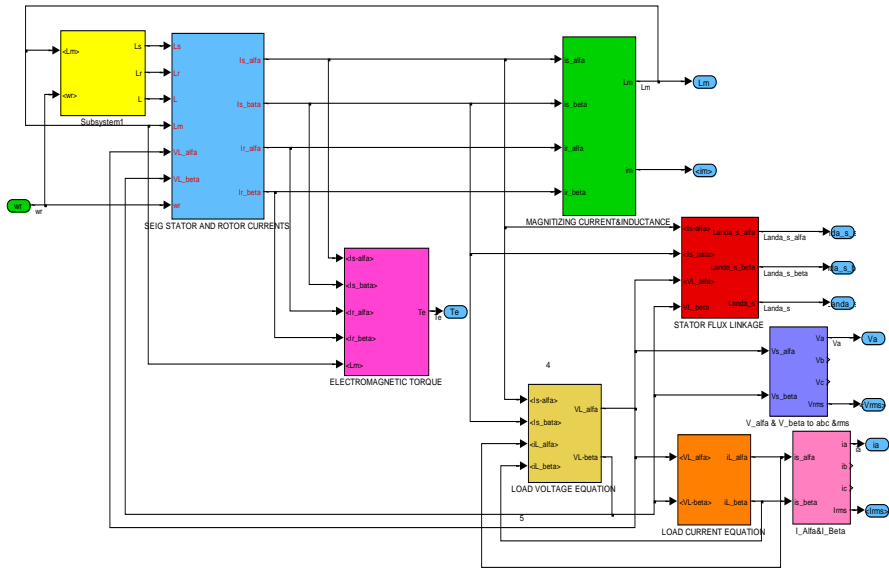 <Lm>
<wr>
Ls
Lr
L
Subsystem1
Ls
Lr
L
Lm
VL_alfa
VL_beta
wr
Is_alfa
Is_bata
Ir_alfa
Ir_beta
SEIG STATOR AND ROTOR CURRENTS
wr
wr
is_alfa
is_beta
ir_alfa
ir_beta
Lm
im
MAGNITIZING CURRENT&INDUCTANCE
Lm
Lm
<im>
<Is-alfa>
<Is_bata>
<Ir_alfa>
<Ir_beta>
<Lm>
Te
ELECTROMAGNETIC TORQUE
Te
Te
<Is-alfa>
<Is_bata>
<VL_alfa>
VL_beta
Landa_s_alfa
Landa_s_beta
Landa_s
STATOR FLUX LINKAGE
Landa_s_alfa
Landa_s_beta
Landa_s
Vs_alfa
Vs_beta
Va
Vb
Vc
Vrms
V_alfa & V_beta to abc &rms
Va
Va
<Vrms>
4
<Is-alfa>
<Is_bata>
<iL_alfa>
<iL_beta>
VL_alfa
VL-beta
LOAD VOLTAGE EQUATION
5
<VL_alfa>
<VL-beta>
iL_alfa
iL_beta
LOAD CURRENT EQUATION
is_alfa
is_beta
ia
ib
ic
Irms
I_Alfa&I_Beta
ia
ia
<Irms>